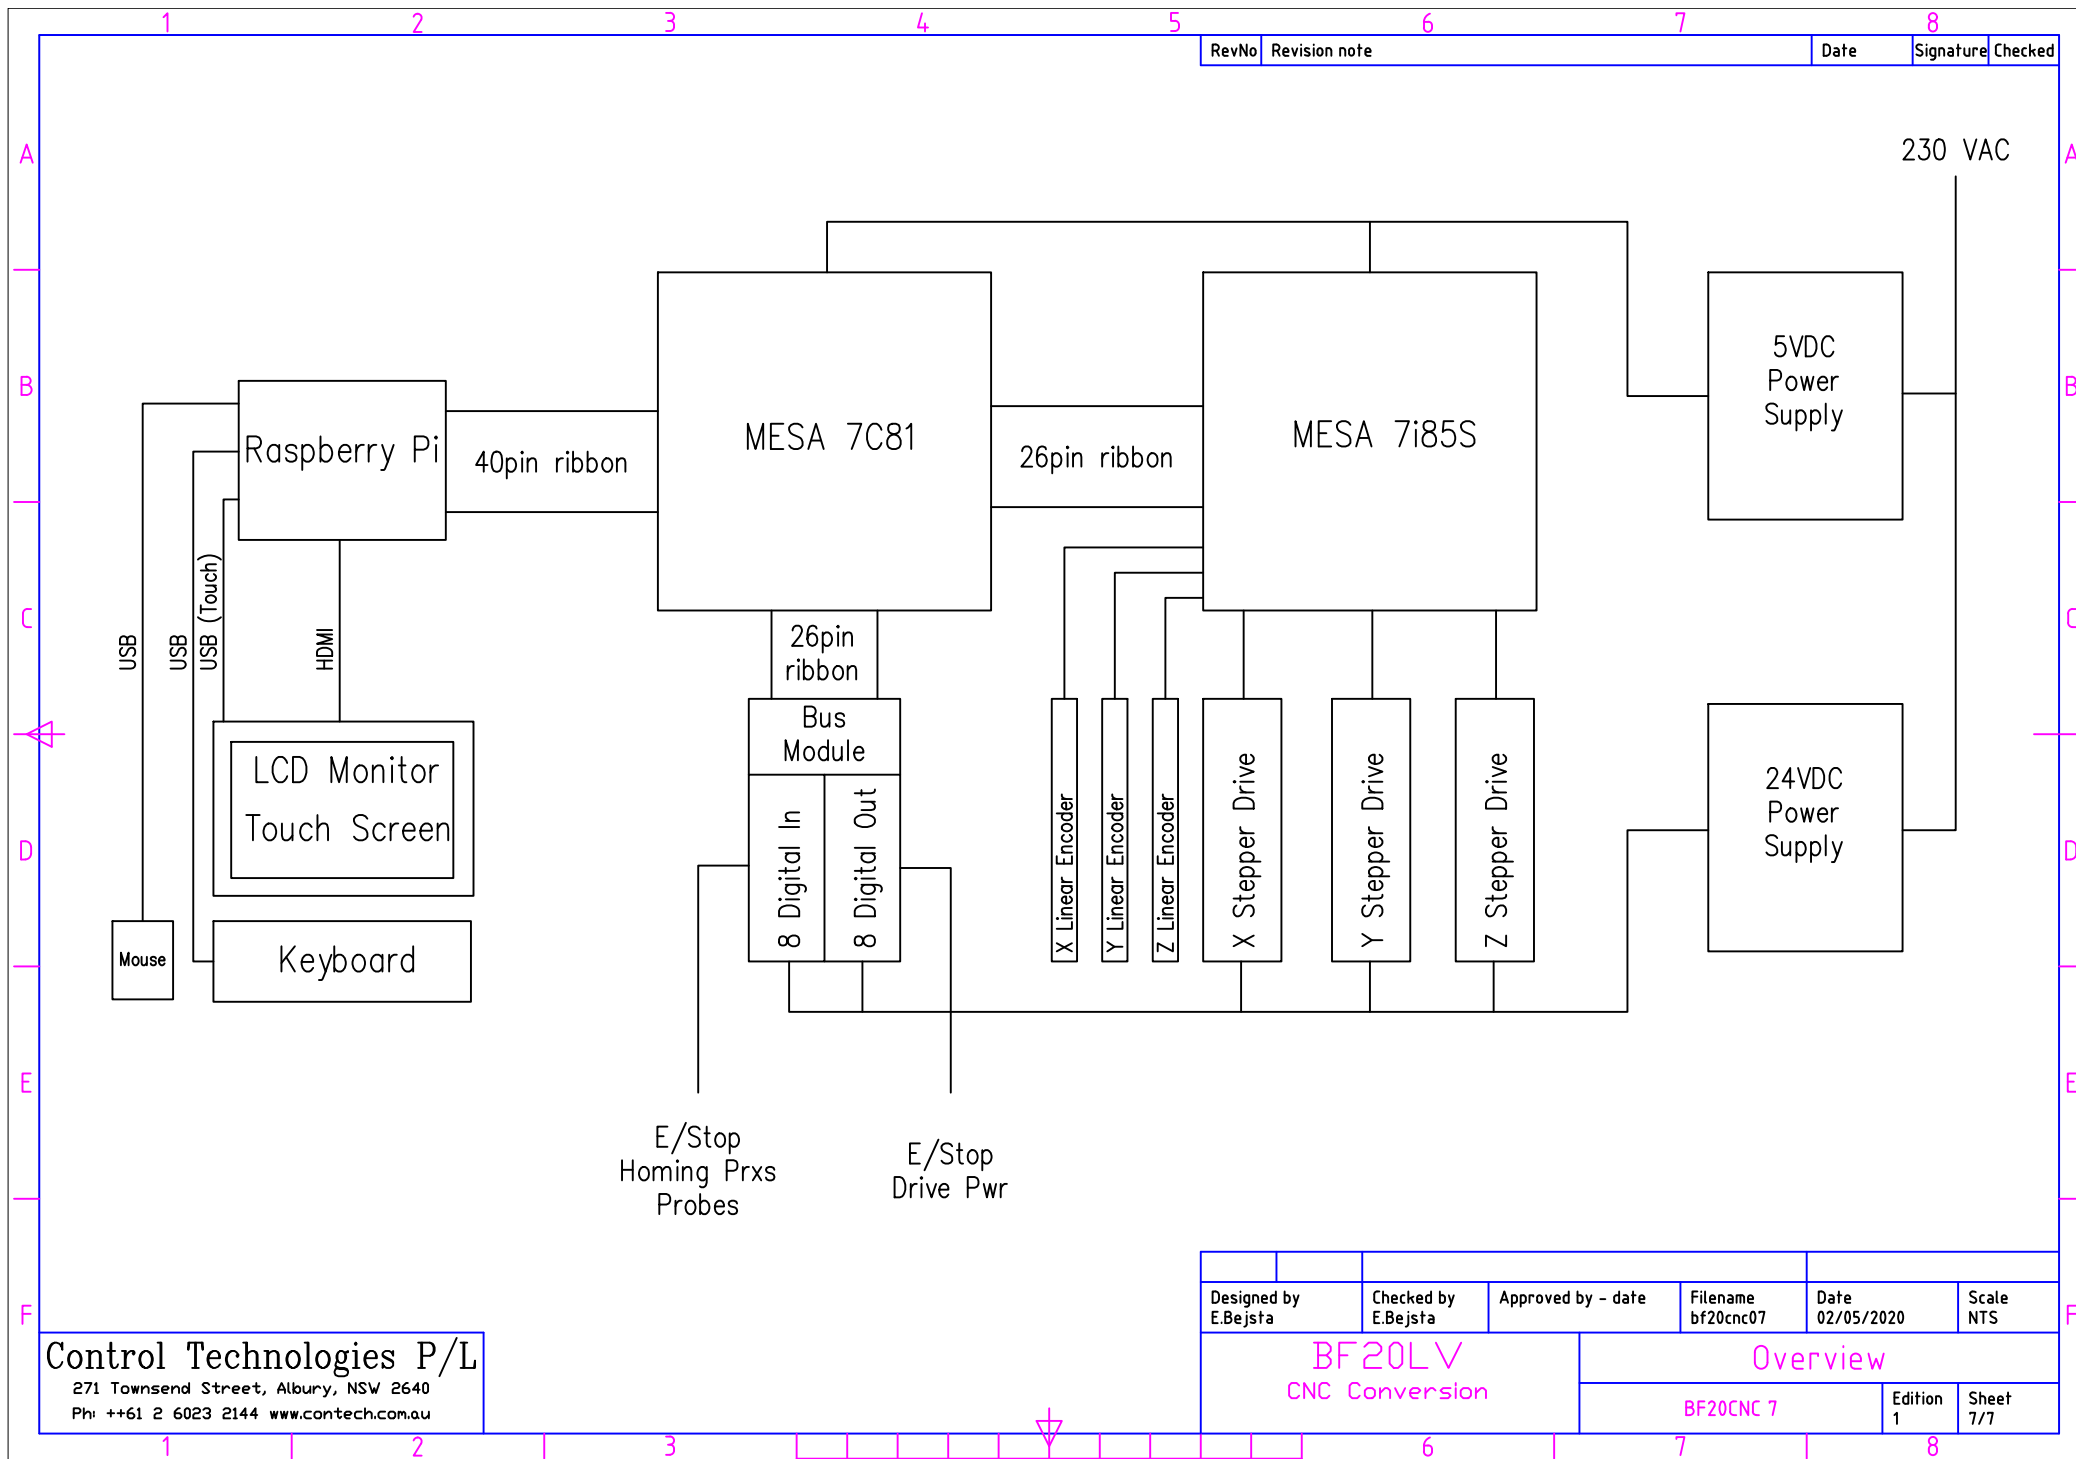 1 2 3 4 5 6 7 8
RevNo Revision note Date Signature Checked
A A
230 VAC
5VDC
Power
Supply
B B
Raspberry Pi
40pin ribbon
MESA 7C81
26pin ribbon
MESA 7i85S
C C
USB
USB
USB (Touch)
HDMI
26pin
ribbon
Bus
Module
8 Digital In
8 Digital Out
LCD Monitor
Touch Screen
X Linear Encoder
Y Linear Encoder
Z Linear Encoder
X Stepper Drive
Y Stepper Drive
Z Stepper Drive
24VDC
Power
Supply
D D
Mouse
Keyboard
E E
E/Stop
Homing Prxs
Probes
E/Stop
Drive Pwr
F F
Designed by
E.Bejsta
Checked by
E.Bejsta
Approved by - date
Filename
bf20cnc07
Date
02/05/2020
Scale
NTS
Control Technologies P/L
271 Townsend Street, Albury, NSW 2640
Ph: ++61 2 6023 2144 www.contech.com.au
BF20LV
CNC Conversion
Overview
BF20CNC 7
Edition
1
Sheet
7/7
1 2 3 6 7 8